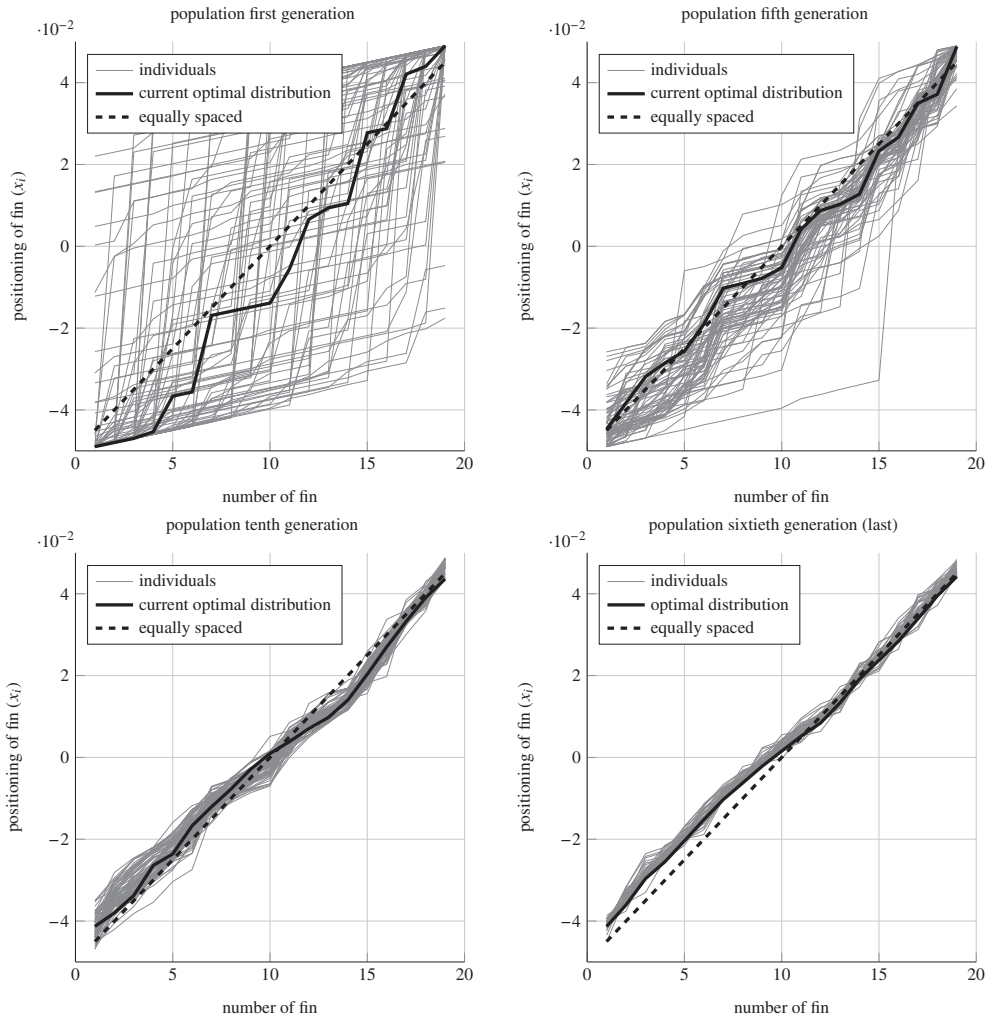 population first generation
·10⁻²
individuals
current optimal distribution
equally spaced
4
2
0
−2
−4
0
5
10
15
20
positioning of fin (xᵢ)
number of fin
population fifth generation
·10⁻²
individuals
current optimal distribution
equally spaced
4
2
0
−2
−4
0
5
10
15
20
positioning of fin (xᵢ)
number of fin
population tenth generation
·10⁻²
individuals
current optimal distribution
equally spaced
4
2
0
−2
−4
0
5
10
15
20
positioning of fin (xᵢ)
number of fin
population sixtieth generation (last)
·10⁻²
individuals
optimal distribution
equally spaced
4
2
0
−2
−4
0
5
10
15
20
positioning of fin (xᵢ)
number of fin